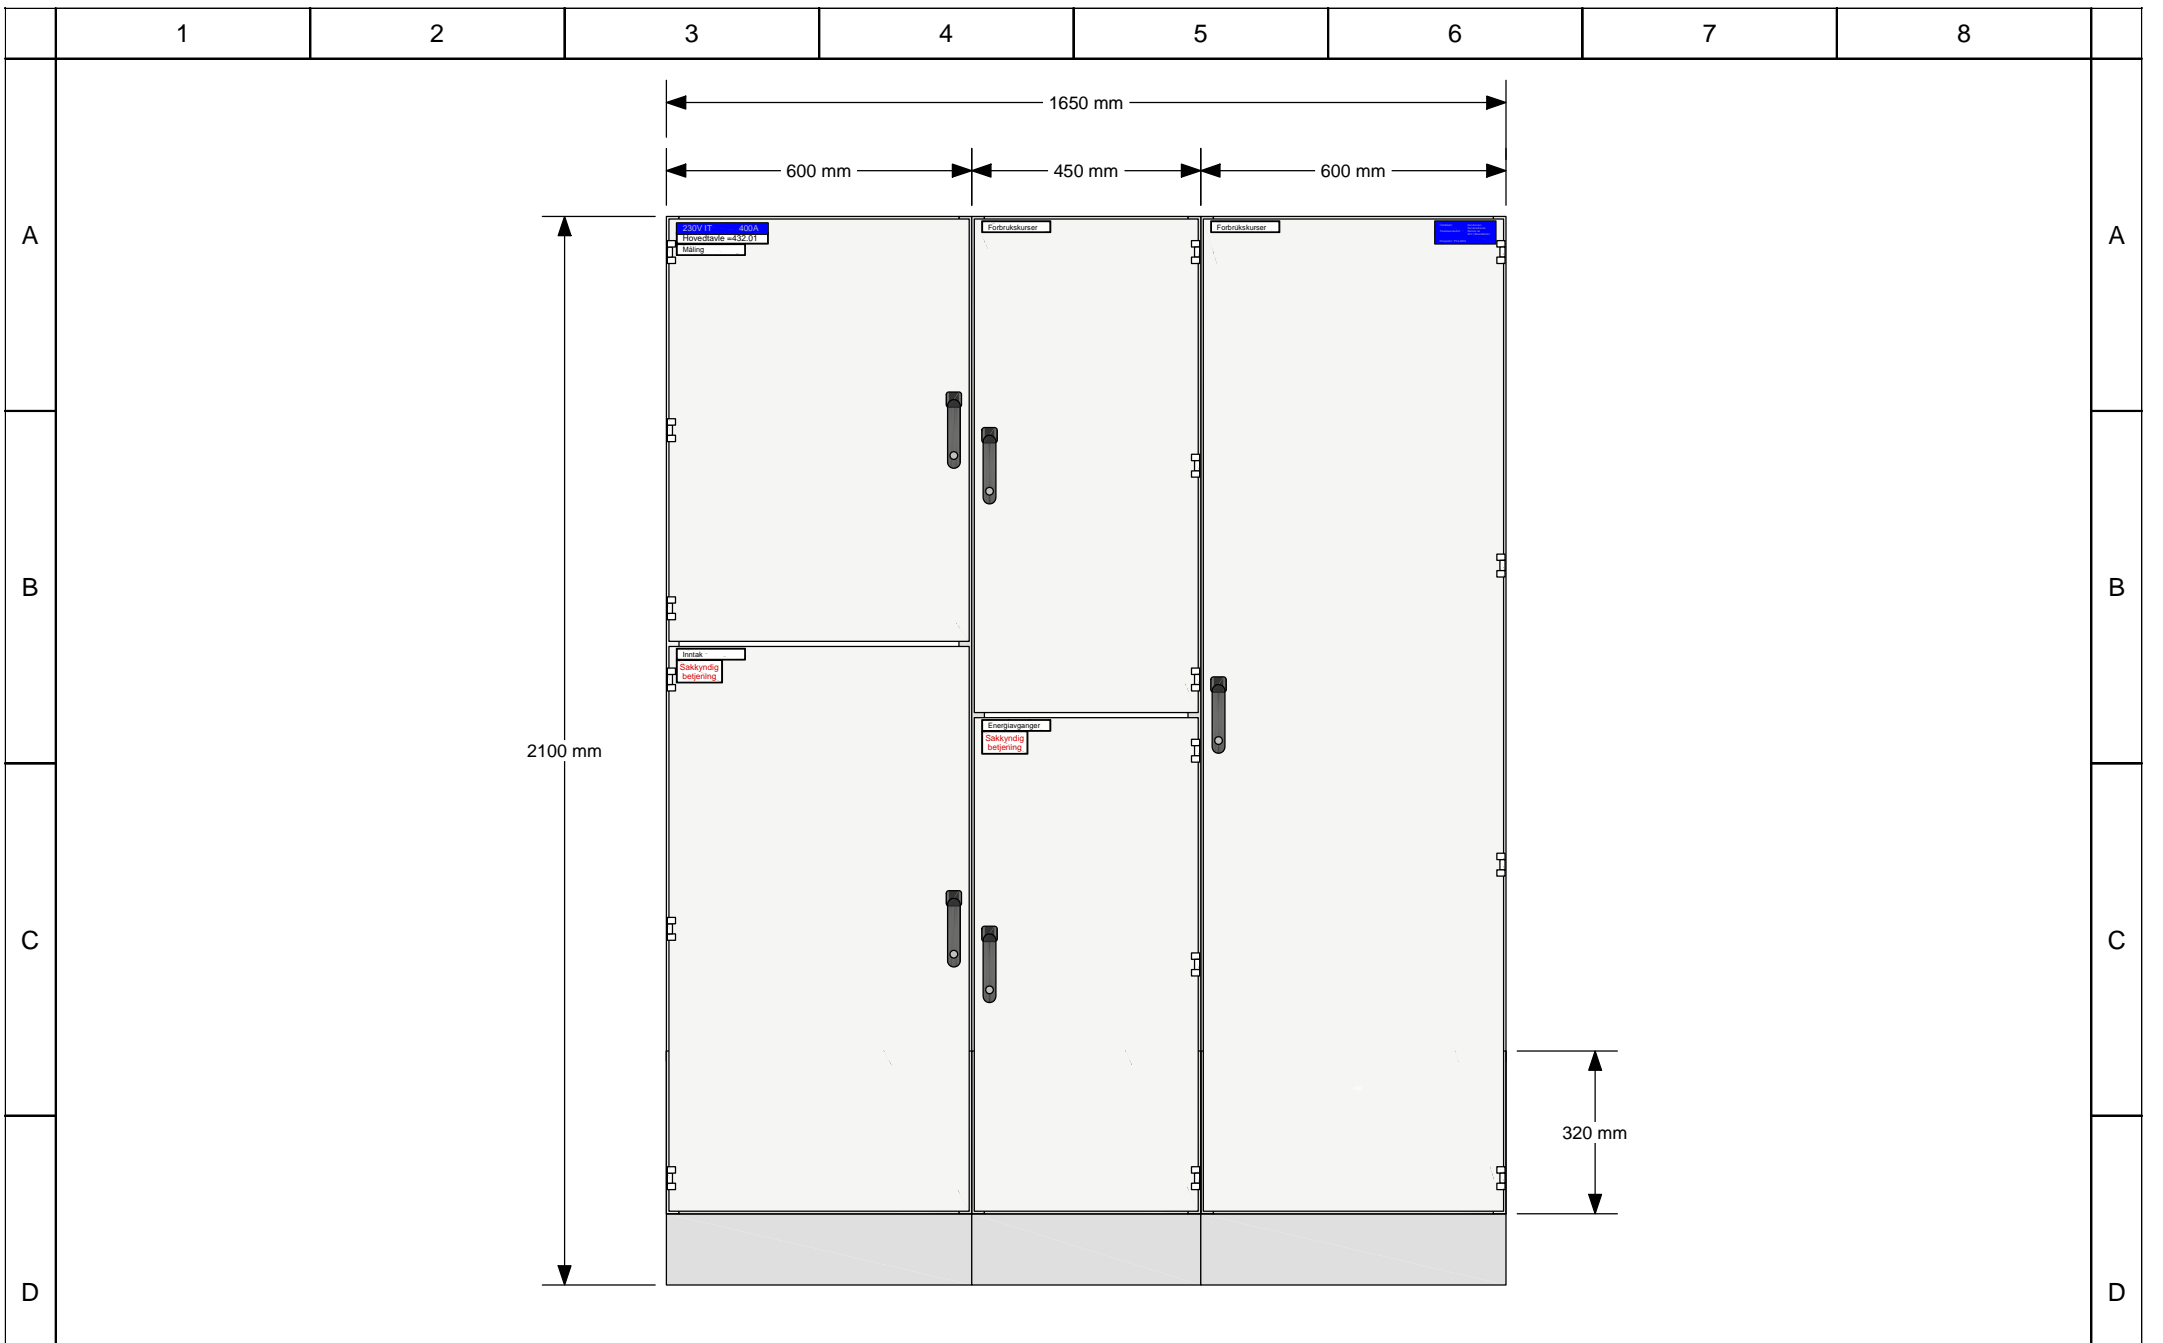 1 2 3 4 5 6 7 8
1650 mm
600 mm 450 mm 600 mm
A A
230V IT 400A
Hovedtavle =432.01
Måling
Forbrukskurser
Forbrukskurser
B B
Inntak
Sakkyndig
betjening
Energiavganger
Sakkyndig
betjening
2100 mm
C C
320 mm
D D